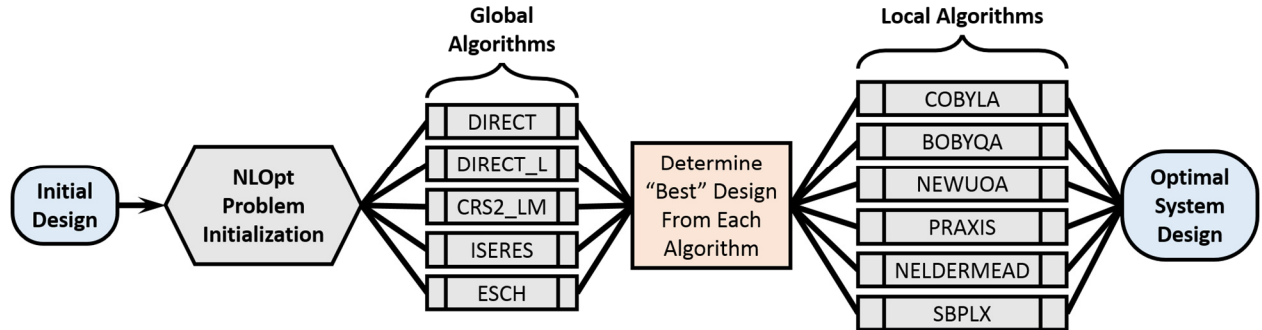 Initial
Design
NLOpt
Problem
Initialization
Global
Algorithms
DIRECT
DIRECT_L
CRS2_LM
ISERES
ESCH
Determine
“Best” Design
From Each
Algorithm
Local Algorithms
COBYLA
BOBYQA
NEWUOA
PRAXIS
NELDERMEAD
SBPLX
Optimal
System
Design